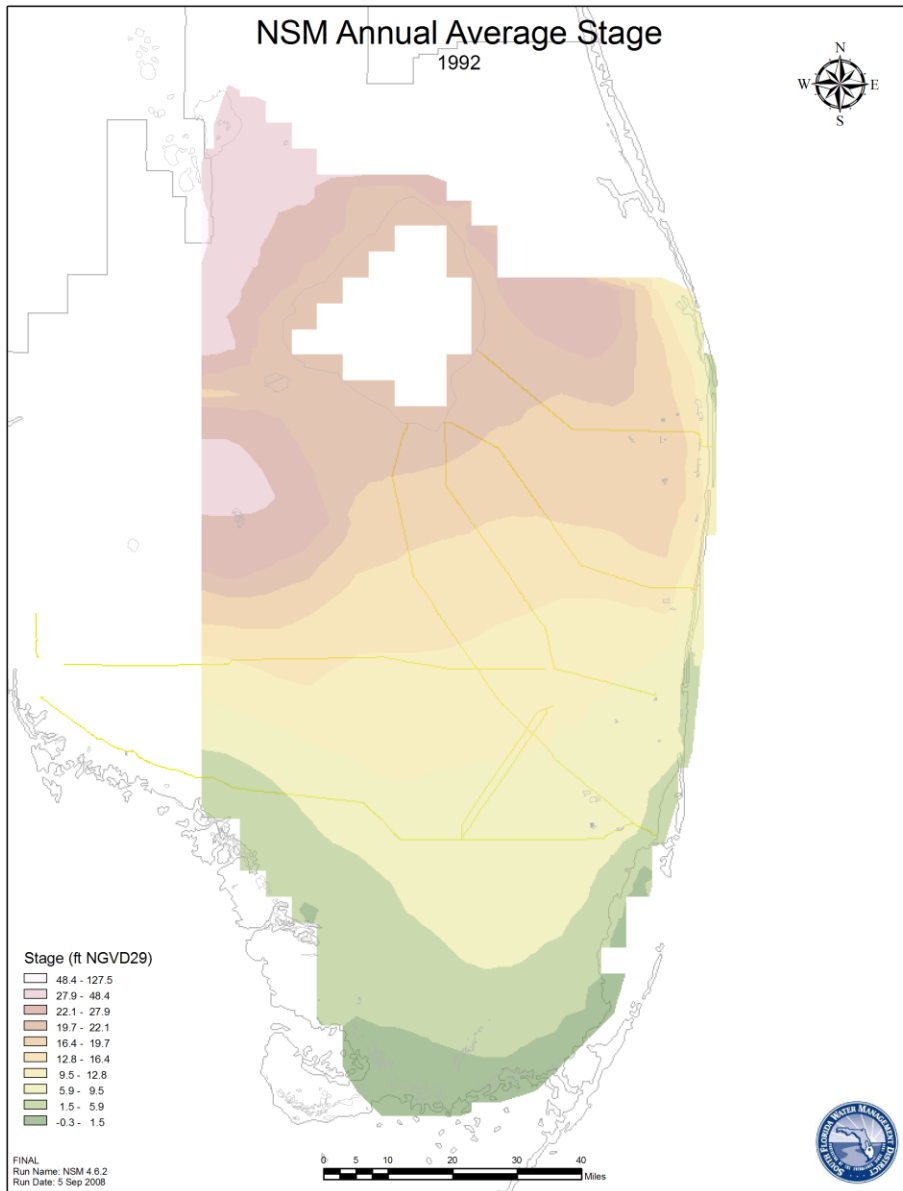 NSM Annual Average Stage
1992
N
W E
S
Stage (ft NGVD29)
48.4 - 127.5
27.9 - 48.4
22.1 - 27.9
19.7 - 22.1
16.4 - 19.7
12.8 - 16.4
9.5 - 12.8
5.9 - 9.5
1.5 - 5.9
-0.3 - 1.5
FINAL
Run Name: NSM 4.6.2
Run Date: 5 Sep 2008
0 5 10 20 30 40
Miles
SOUTH FLORIDA WATER MANAGEMENT DISTRICT